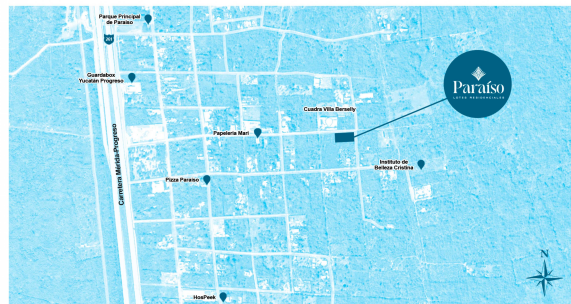 Parque Principal
de Paraíso
261
Guardabox
Yucatán Progreso
Paraíso
LOTES RESIDENCIALES
Cuadra Villa Berselly
Papelería Mari
Instituto de
Belleza Cristina
Pizza Paraíso
Carretera Mérida-Progreso
N
HosPeek